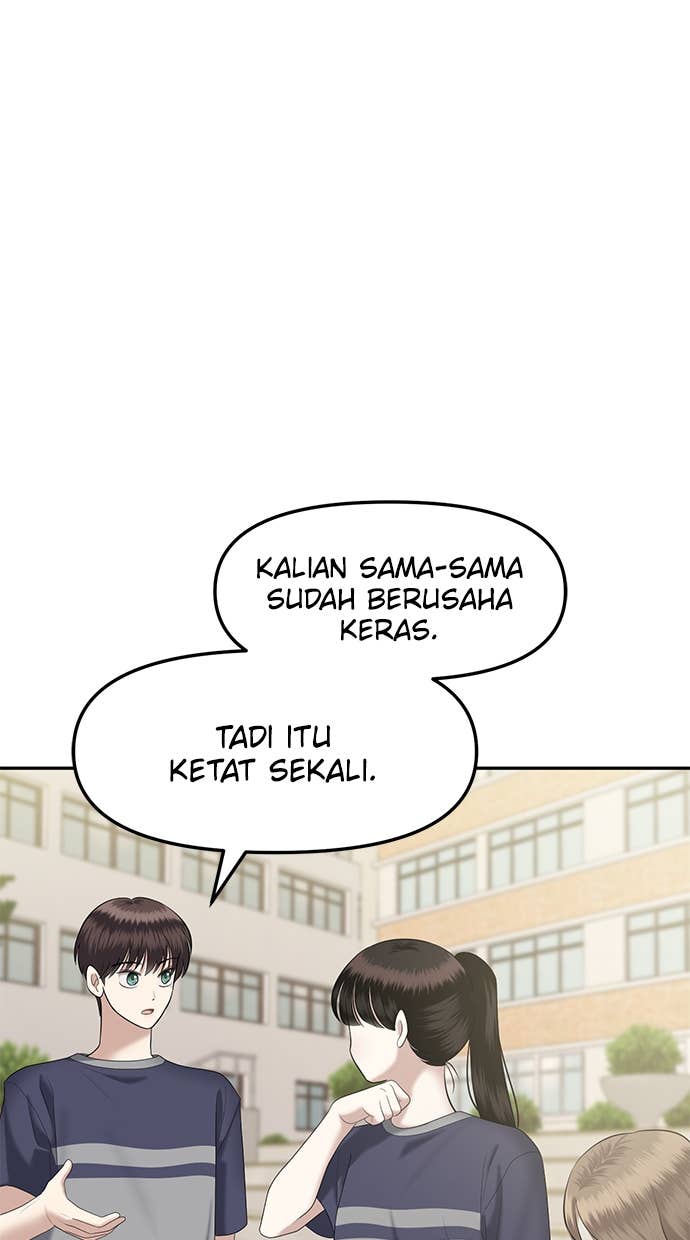 KALIAN SAMA-SAMA
SUDAH BERUSAHA
KERAS.
TADI ITU
KETAT SEKALI.